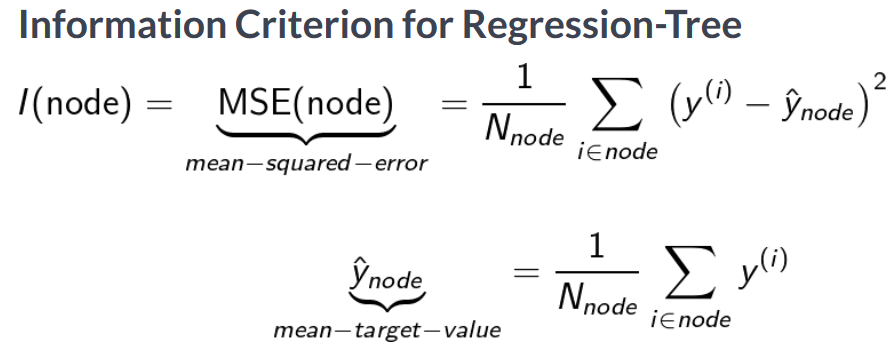 Information Criterion for Regression-Tree
I(node) = MSE(node) = 1/N_node ∑_{i∈node} (y^(i) − ŷ_node)^2
mean−squared−error
ŷ_node = 1/N_node ∑_{i∈node} y^(i)
mean−target−value